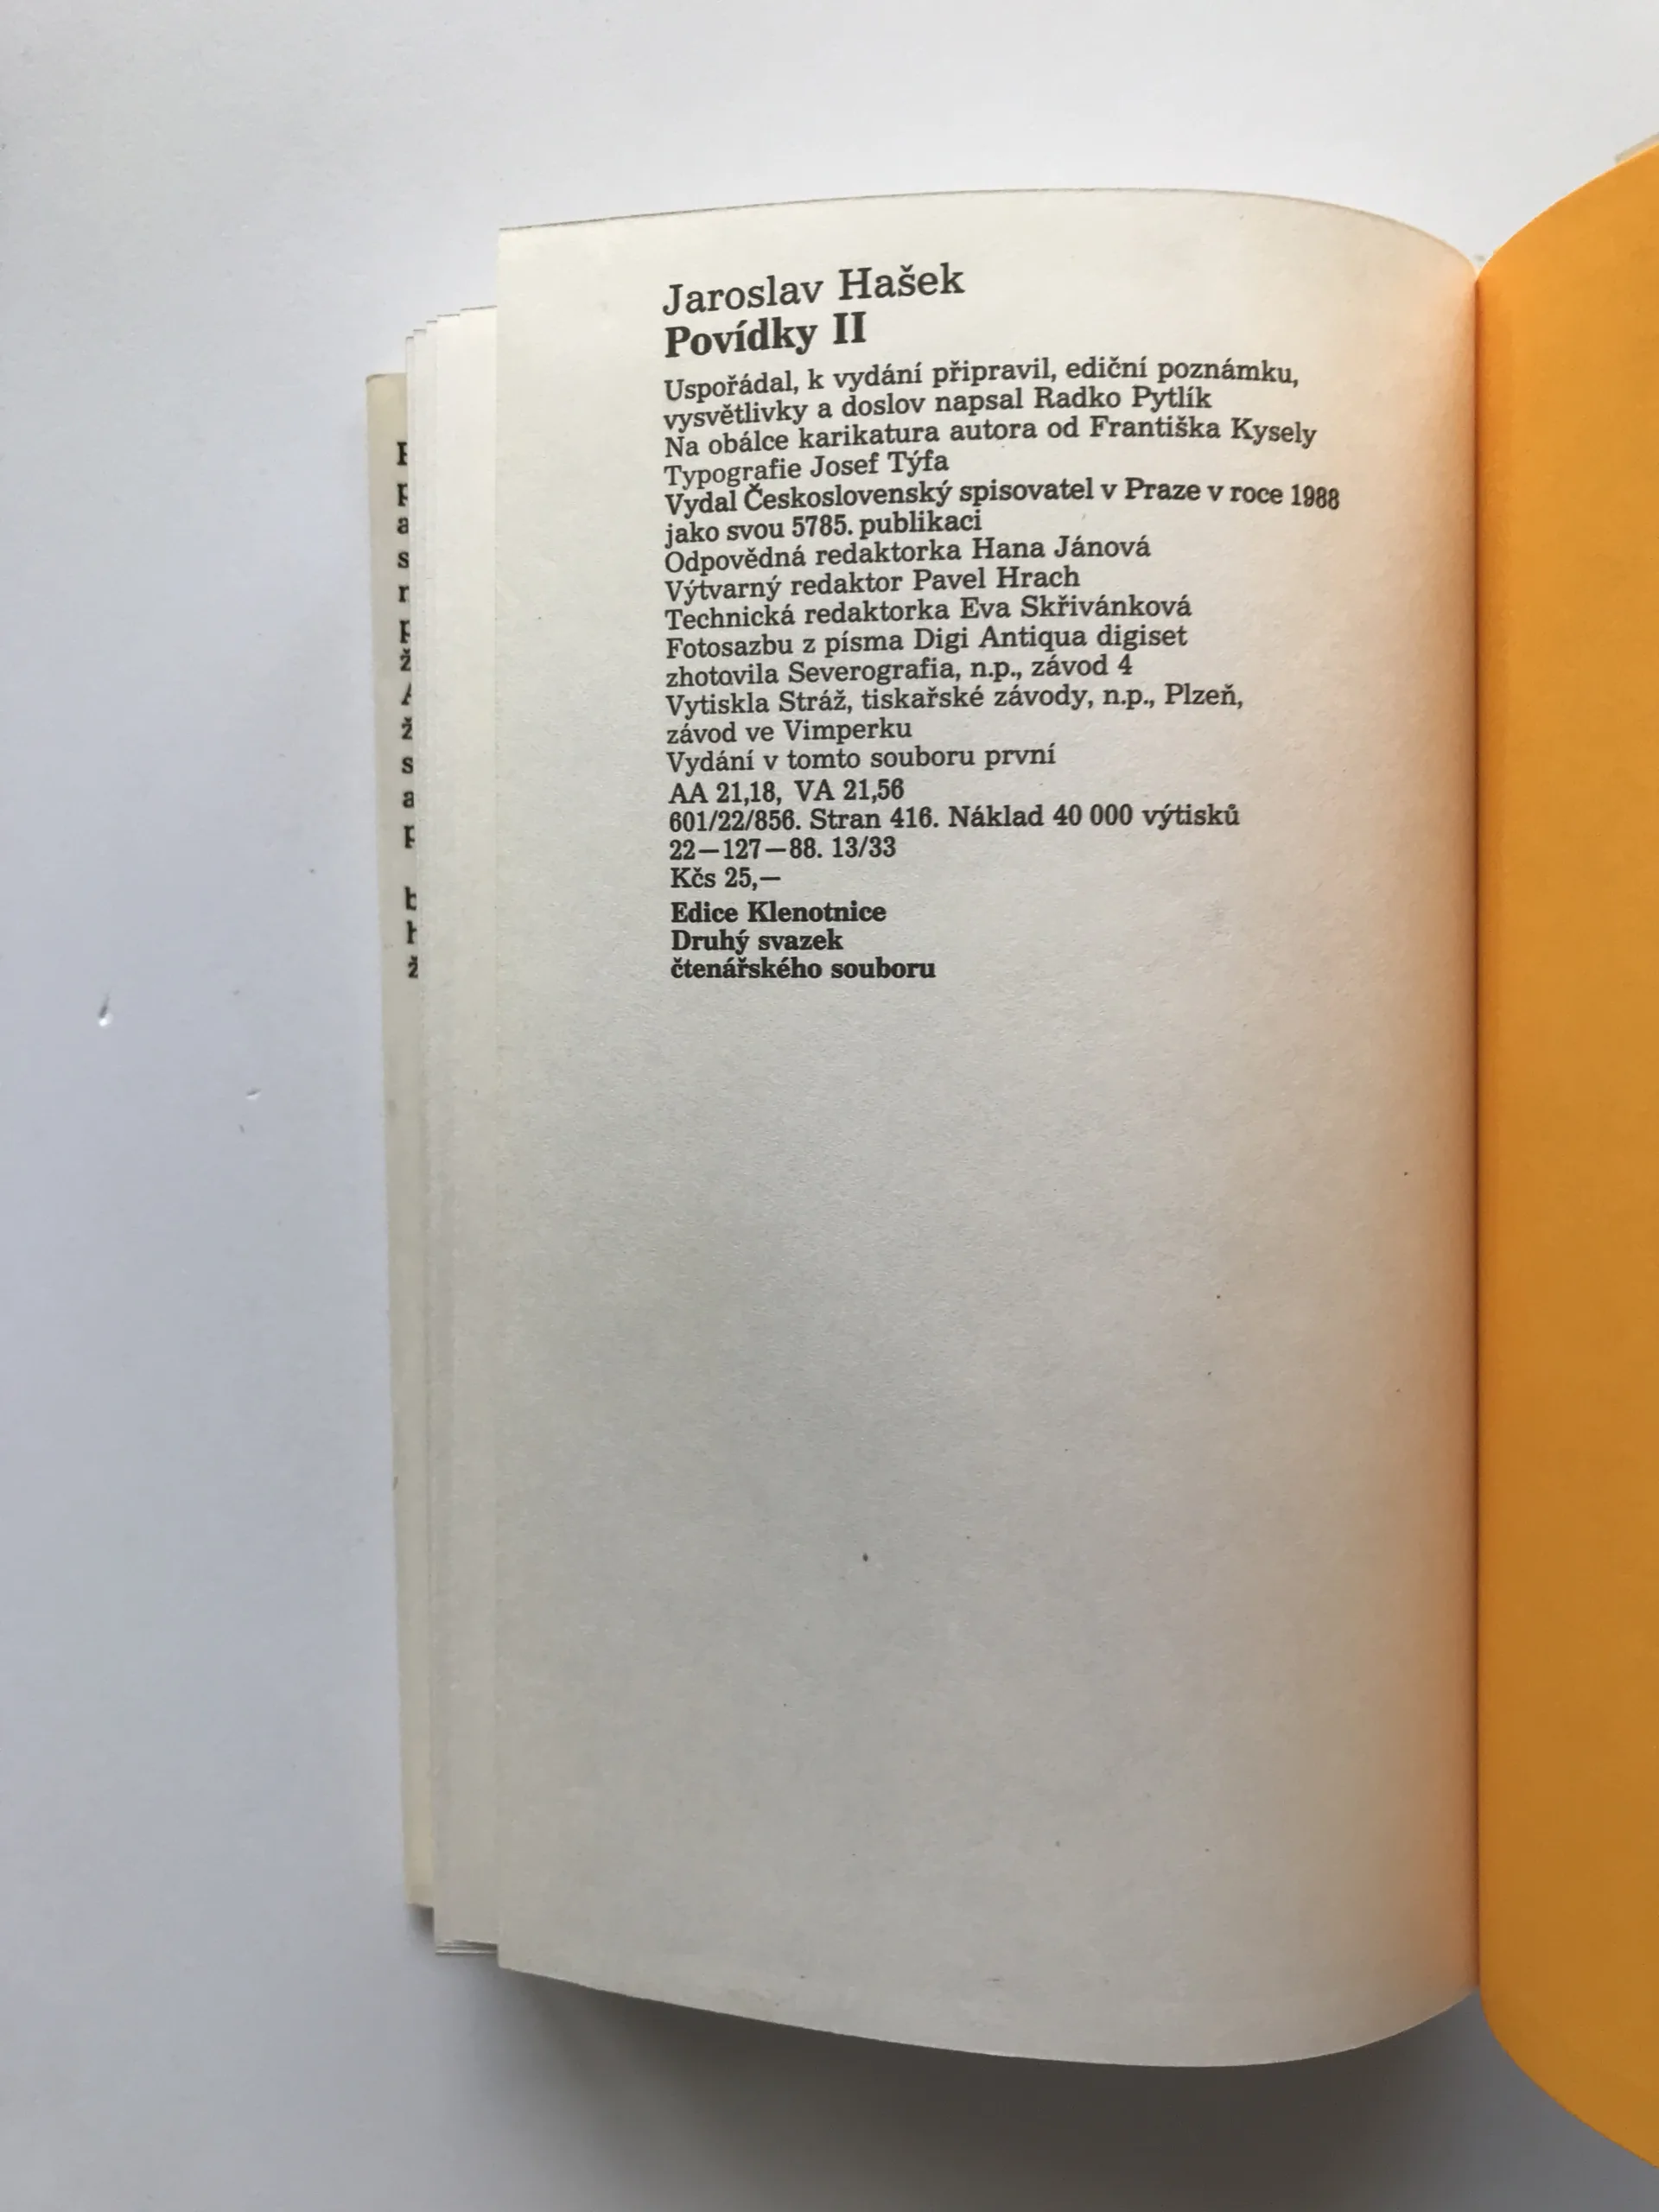 Jaroslav Hašek
Povídky II
Uspořádal, k vydání připravil, ediční poznámku,
vysvětlivky a doslov napsal Radko Pytlík
Na obálce karikatura autora od Františka Kysely
Typografie Josef Týfa
Vydal Československý spisovatel v Praze v roce 1988
jako svou 5785. publikaci
Odpovědná redaktorka Hana Jánová
Výtvarný redaktor Pavel Hrach
Technická redaktorka Eva Skřivánková
Fotosazbu z písma Digi Antiqua digiset
zhotovila Severografia, n.p., závod 4
Vytiskla Stráž, tiskařské závody, n.p., Plzeň,
závod ve Vimperku
Vydání v tomto souboru první
AA 21,18, VA 21,56
601/22/856. Stran 416. Náklad 40 000 výtisků
22—127—88. 13/33
Kčs 25,—
Edice Klenotnice
Druhý svazek
čtenářského souboru